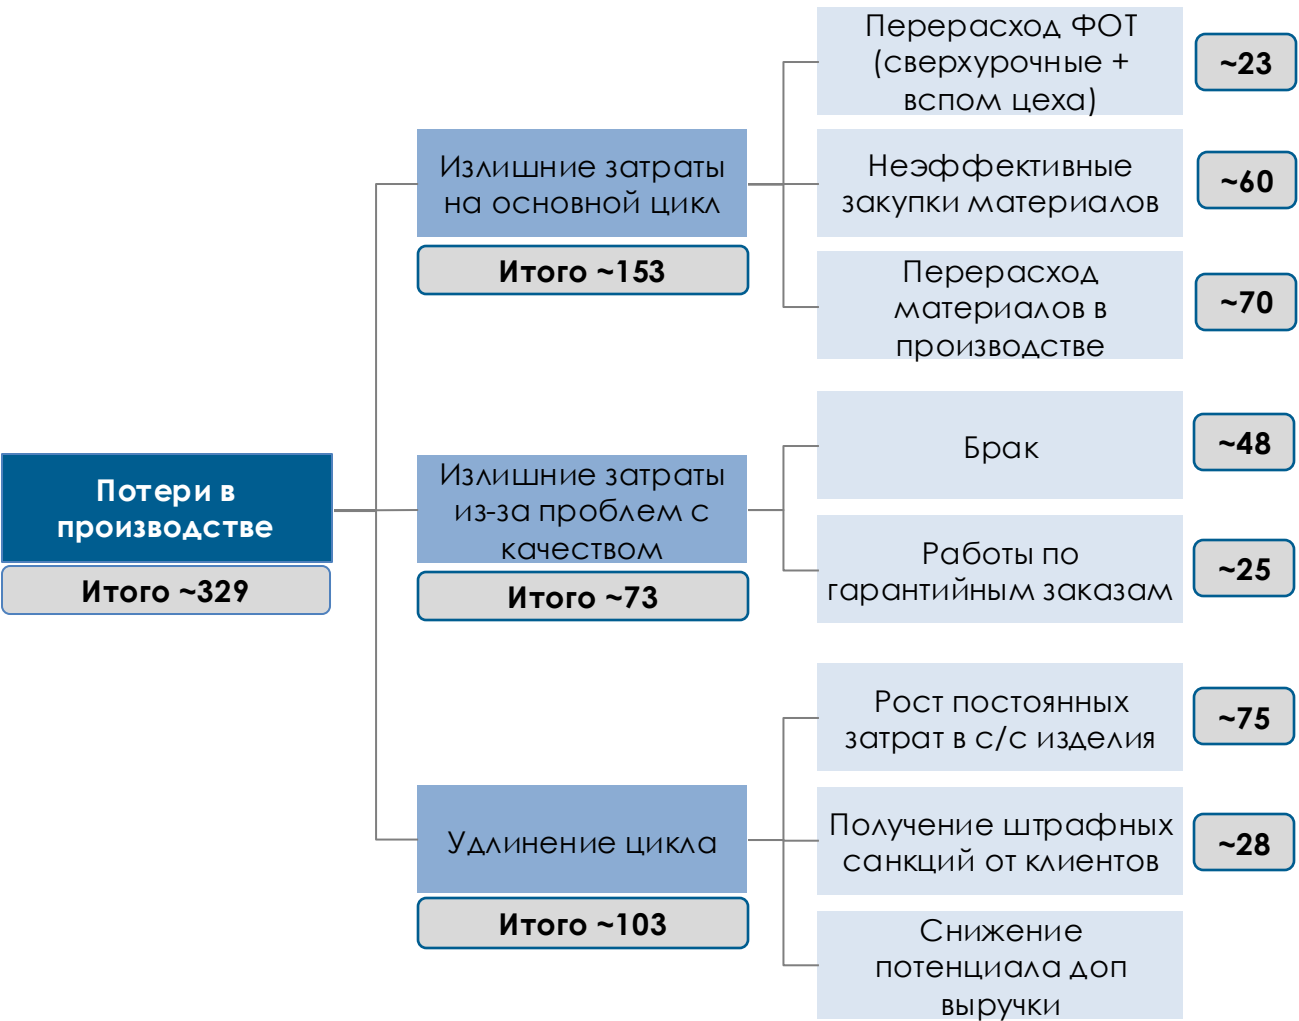 Потери в
производстве
Итого ~329
Излишние затраты
на основной цикл
Итого ~153
Перерасход ФОТ
(сверхурочные +
вспом цеха)
~23
Неэффективные
закупки материалов
~60
Перерасход
материалов в
производстве
~70
Излишние затраты
из-за проблем с
качеством
Итого ~73
Брак
~48
Работы по
гарантийным заказам
~25
Удлинение цикла
Итого ~103
Рост постоянных
затрат в с/с изделия
~75
Получение штрафных
санкций от клиентов
~28
Снижение
потенциала доп
выручки